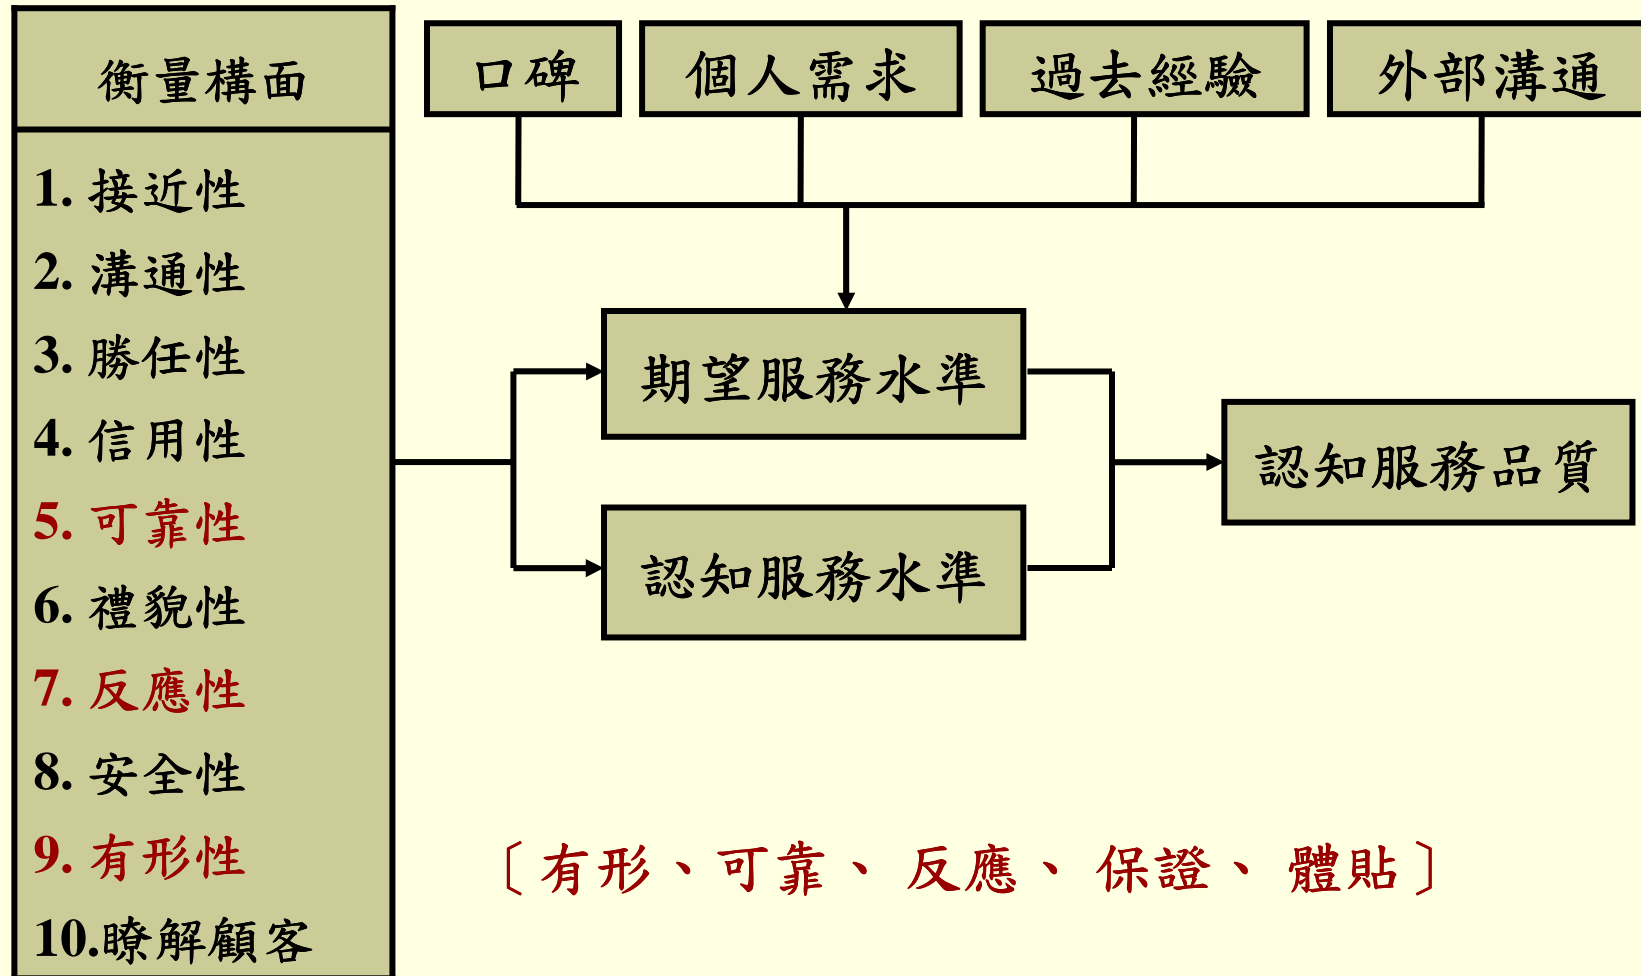 衡量構面
1. 接近性
2. 溝通性
3. 勝任性
4. 信用性
5. 可靠性
6. 禮貌性
7. 反應性
8. 安全性
9. 有形性
10.瞭解顧客
口碑
個人需求
過去經驗
外部溝通
期望服務水準
認知服務水準
認知服務品質
〔有形、可靠、反應、保證、體貼〕